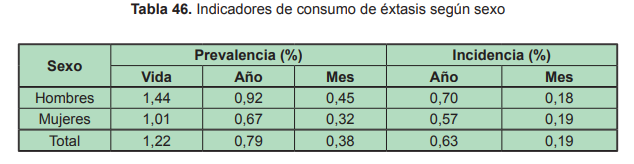 Tabla 46. Indicadores de consumo de éxtasis según sexo
Sexo Prevalencia (%) Incidencia (%)
Vida Año Mes Año Mes
Hombres 1,44 0,92 0,45 0,70 0,18
Mujeres 1,01 0,67 0,32 0,57 0,19
Total 1,22 0,79 0,38 0,63 0,19